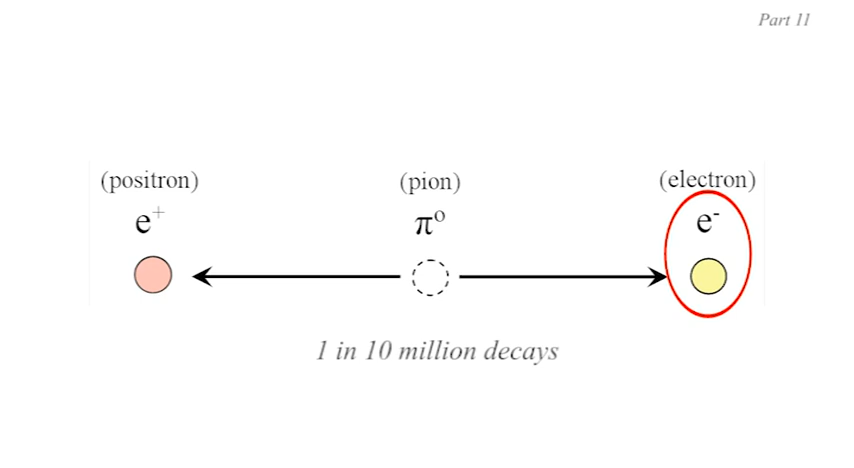 Part 11
(positron) (pion) (electron)
e⁺ π⁰ e⁻
1 in 10 million decays